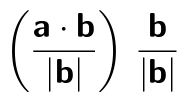 (a · b / |b|) b / |b|